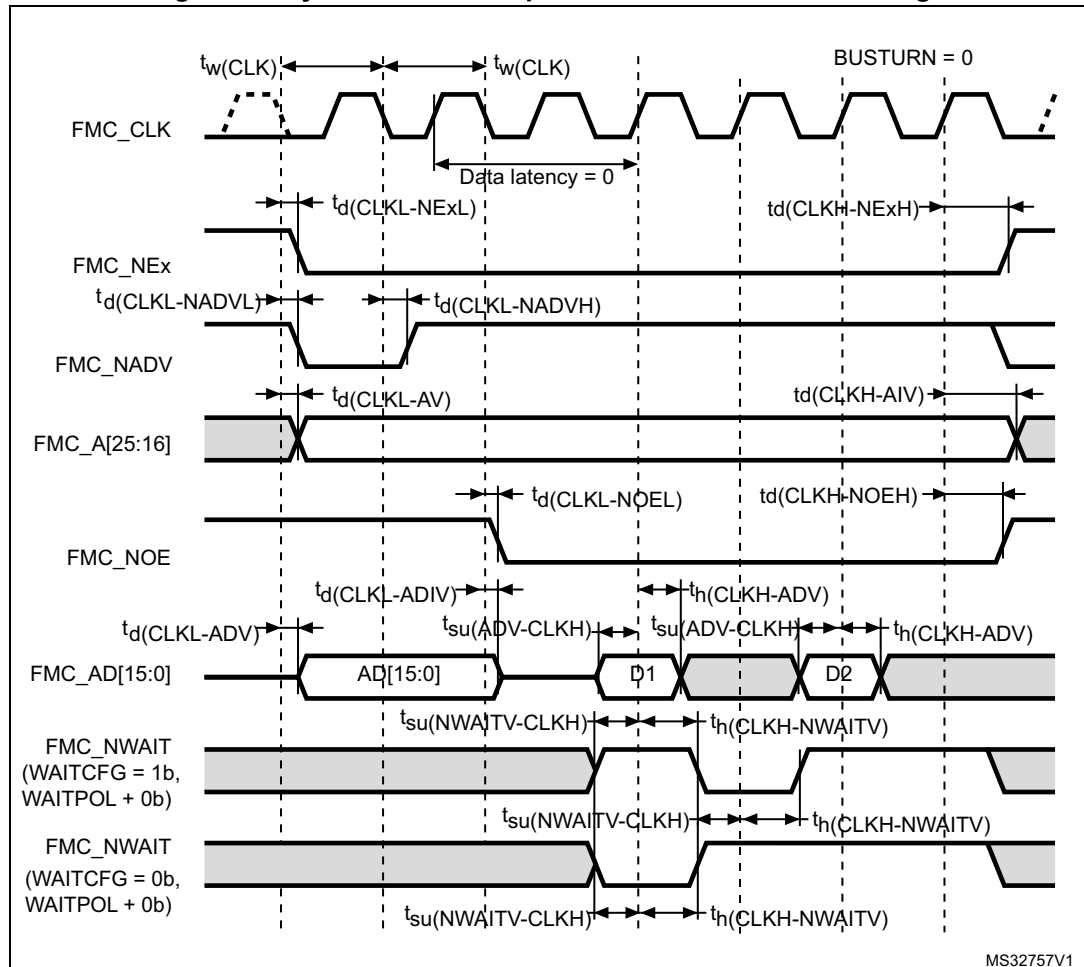 BUSTURN = 0
tw(CLK) tw(CLK)
FMC_CLK
Data latency = 0
td(CLKL-NExL) td(CLKH-NExH)
FMC_NEx
td(CLKL-NADVL) td(CLKL-NADVH)
FMC_NADV
td(CLKL-AV) td(CLKH-AIV)
FMC_A[25:16]
td(CLKL-NOEL) td(CLKH-NOEH)
FMC_NOE
td(CLKL-ADIV) th(CLKH-ADV)
td(CLKL-ADV) tsu(ADV-CLKH) tsu(ADV-CLKH) th(CLKH-ADV)
FMC_AD[15:0] AD[15:0] D1 D2
tsu(NWAITV-CLKH) th(CLKH-NWAITV)
FMC_NWAIT
(WAITCFG = 1b,
WAITPOL + 0b)
tsu(NWAITV-CLKH) th(CLKH-NWAITV)
FMC_NWAIT
(WAITCFG = 0b,
WAITPOL + 0b)
tsu(NWAITV-CLKH) th(CLKH-NWAITV)
MS32757V1